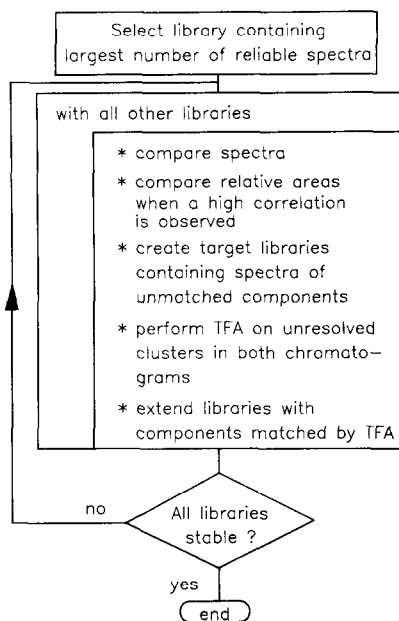 Select library containing
largest number of reliable spectra
with all other libraries
* compare spectra
* compare relative areas
when a high correlation
is observed
* create target libraries
containing spectra of
unmatched components
* perform TFA on unresolved
clusters in both chromato-
grams
* extend libraries with
components matched by TFA
no
All libraries
stable ?
yes
end